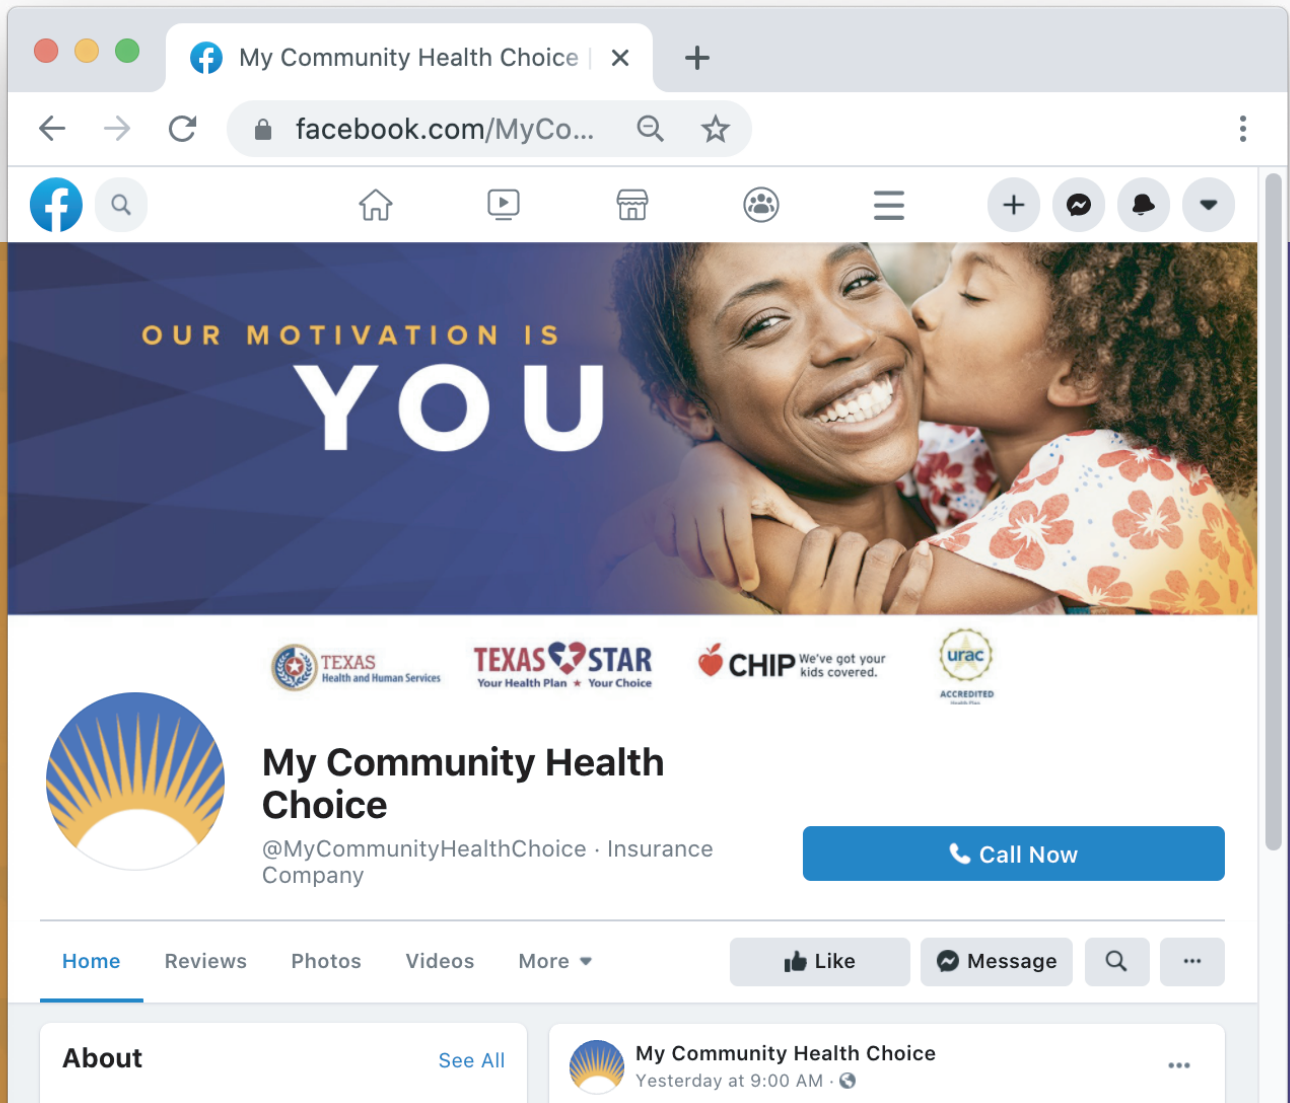 My Community Health Choice
facebook.com/MyCo...
OUR MOTIVATION IS
YOU
TEXAS
Health and Human Services
TEXAS STAR
Your Health Plan ★ Your Choice
CHIP We've got your
kids covered.
urac
ACCREDITED
Health Plan
My Community Health
Choice
@MyCommunityHealthChoice · Insurance
Company
Call Now
Home Reviews Photos Videos More Like Message
About See All
My Community Health Choice
Yesterday at 9:00 AM ·